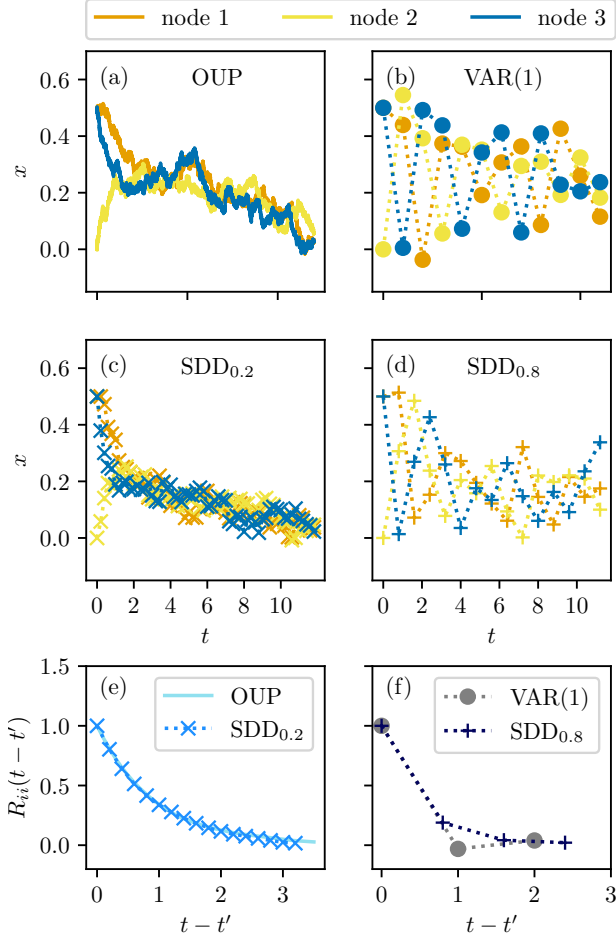 node 1 node 2 node 3
(a) OUP
(b) VAR(1)
0.6
0.4
0.2
0.0
x
(c) SDD0.2
(d) SDD0.8
0.6
0.4
0.2
0.0
x
0 2 4 6 8 10
0 2 4 6 8 10
t
t
(e) OUP
SDD0.2
(f) VAR(1)
SDD0.8
1.5
1.0
0.5
0.0
Rii(t − t′)
0 1 2 3
0 1 2 3
t − t′
t − t′